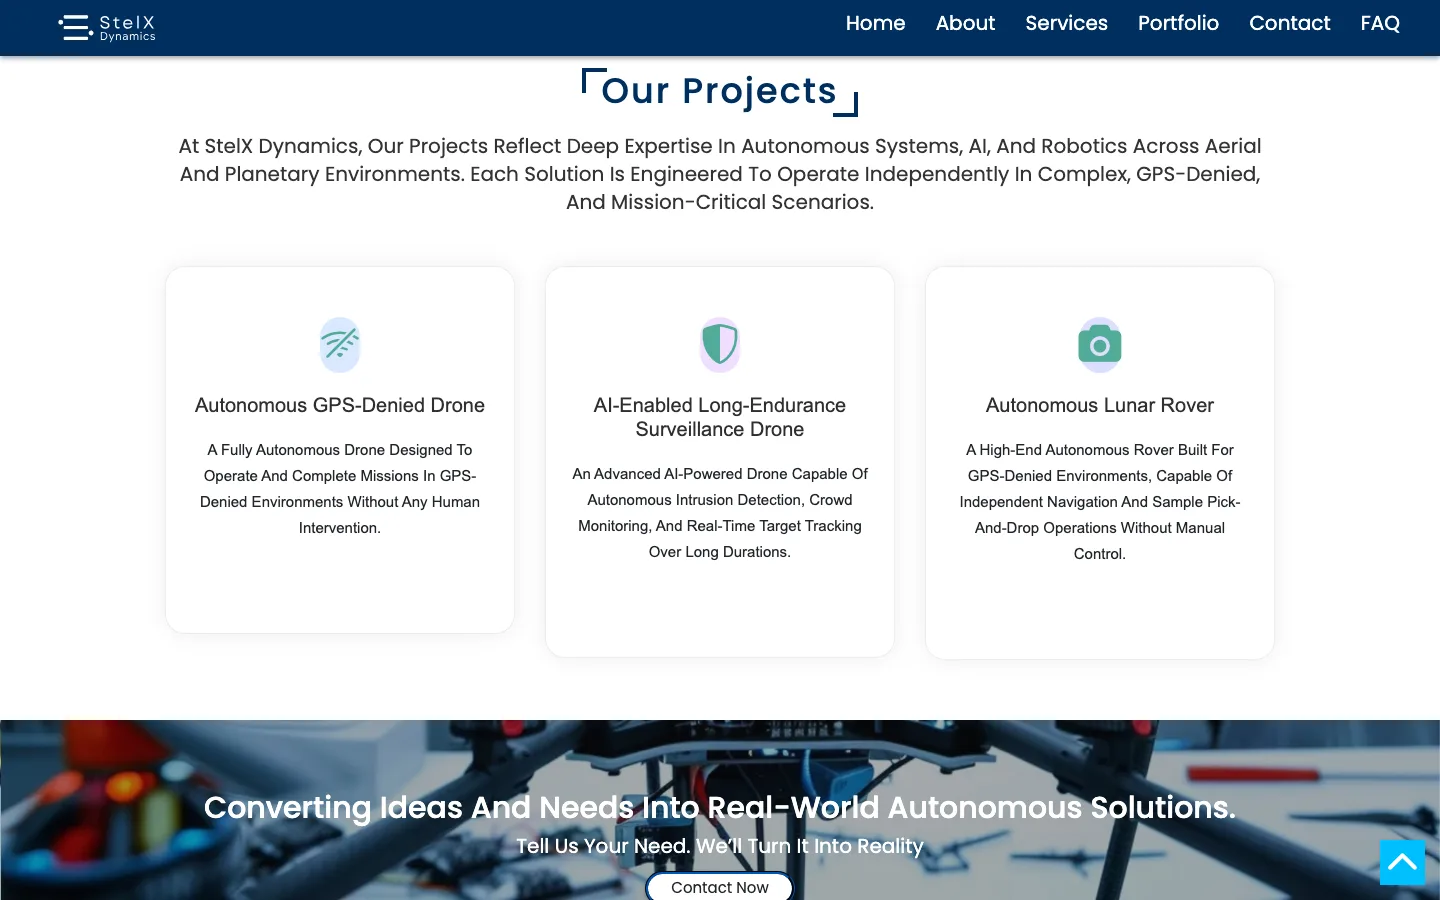 StelX
Dynamics
Home About Services Portfolio Contact FAQ
Our Projects
At StelX Dynamics, Our Projects Reflect Deep Expertise In Autonomous Systems, AI, And Robotics Across Aerial
And Planetary Environments. Each Solution Is Engineered To Operate Independently In Complex, GPS-Denied,
And Mission-Critical Scenarios.
Autonomous GPS-Denied Drone
A Fully Autonomous Drone Designed To
Operate And Complete Missions In GPS-
Denied Environments Without Any Human
Intervention.
AI-Enabled Long-Endurance
Surveillance Drone
An Advanced AI-Powered Drone Capable Of
Autonomous Intrusion Detection, Crowd
Monitoring, And Real-Time Target Tracking
Over Long Durations.
Autonomous Lunar Rover
A High-End Autonomous Rover Built For
GPS-Denied Environments, Capable Of
Independent Navigation And Sample Pick-
And-Drop Operations Without Manual
Control.
Converting Ideas And Needs Into Real-World Autonomous Solutions.
Tell Us Your Need. We'll Turn It Into Reality
Contact Now